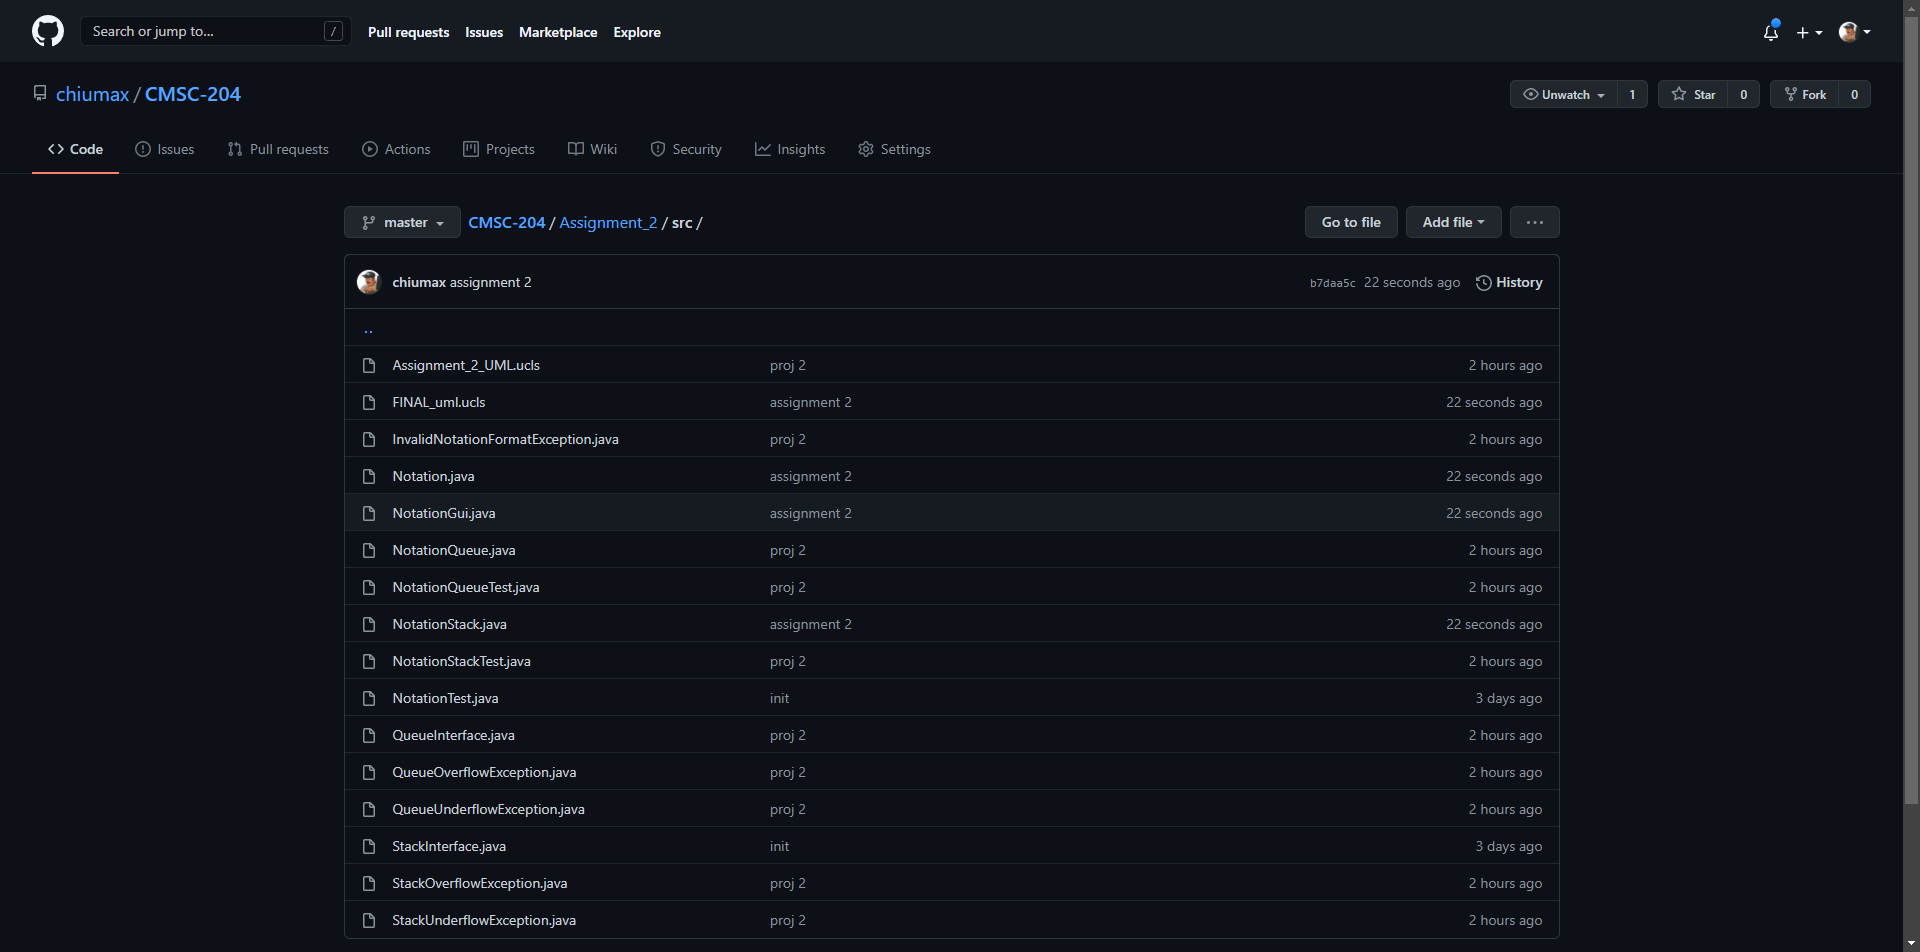 Search or jump to... /
Pull requests Issues Marketplace Explore
chiumax / CMSC-204
Unwatch 1 Star 0 Fork 0
Code Issues Pull requests Actions Projects Wiki Security Insights Settings
master CMSC-204 / Assignment_2 / src /
Go to file Add file ...
chiumax assignment 2 b7daa5c 22 seconds ago History
..
Assignment_2_UML.ucls proj 2 2 hours ago
FINAL_uml.ucls assignment 2 22 seconds ago
InvalidNotationFormatException.java proj 2 2 hours ago
Notation.java assignment 2 22 seconds ago
NotationGui.java assignment 2 22 seconds ago
NotationQueue.java proj 2 2 hours ago
NotationQueueTest.java proj 2 2 hours ago
NotationStack.java assignment 2 22 seconds ago
NotationStackTest.java proj 2 2 hours ago
NotationTest.java init 3 days ago
QueueInterface.java proj 2 2 hours ago
QueueOverflowException.java proj 2 2 hours ago
QueueUnderflowException.java proj 2 2 hours ago
StackInterface.java init 3 days ago
StackOverflowException.java proj 2 2 hours ago
StackUnderflowException.java proj 2 2 hours ago